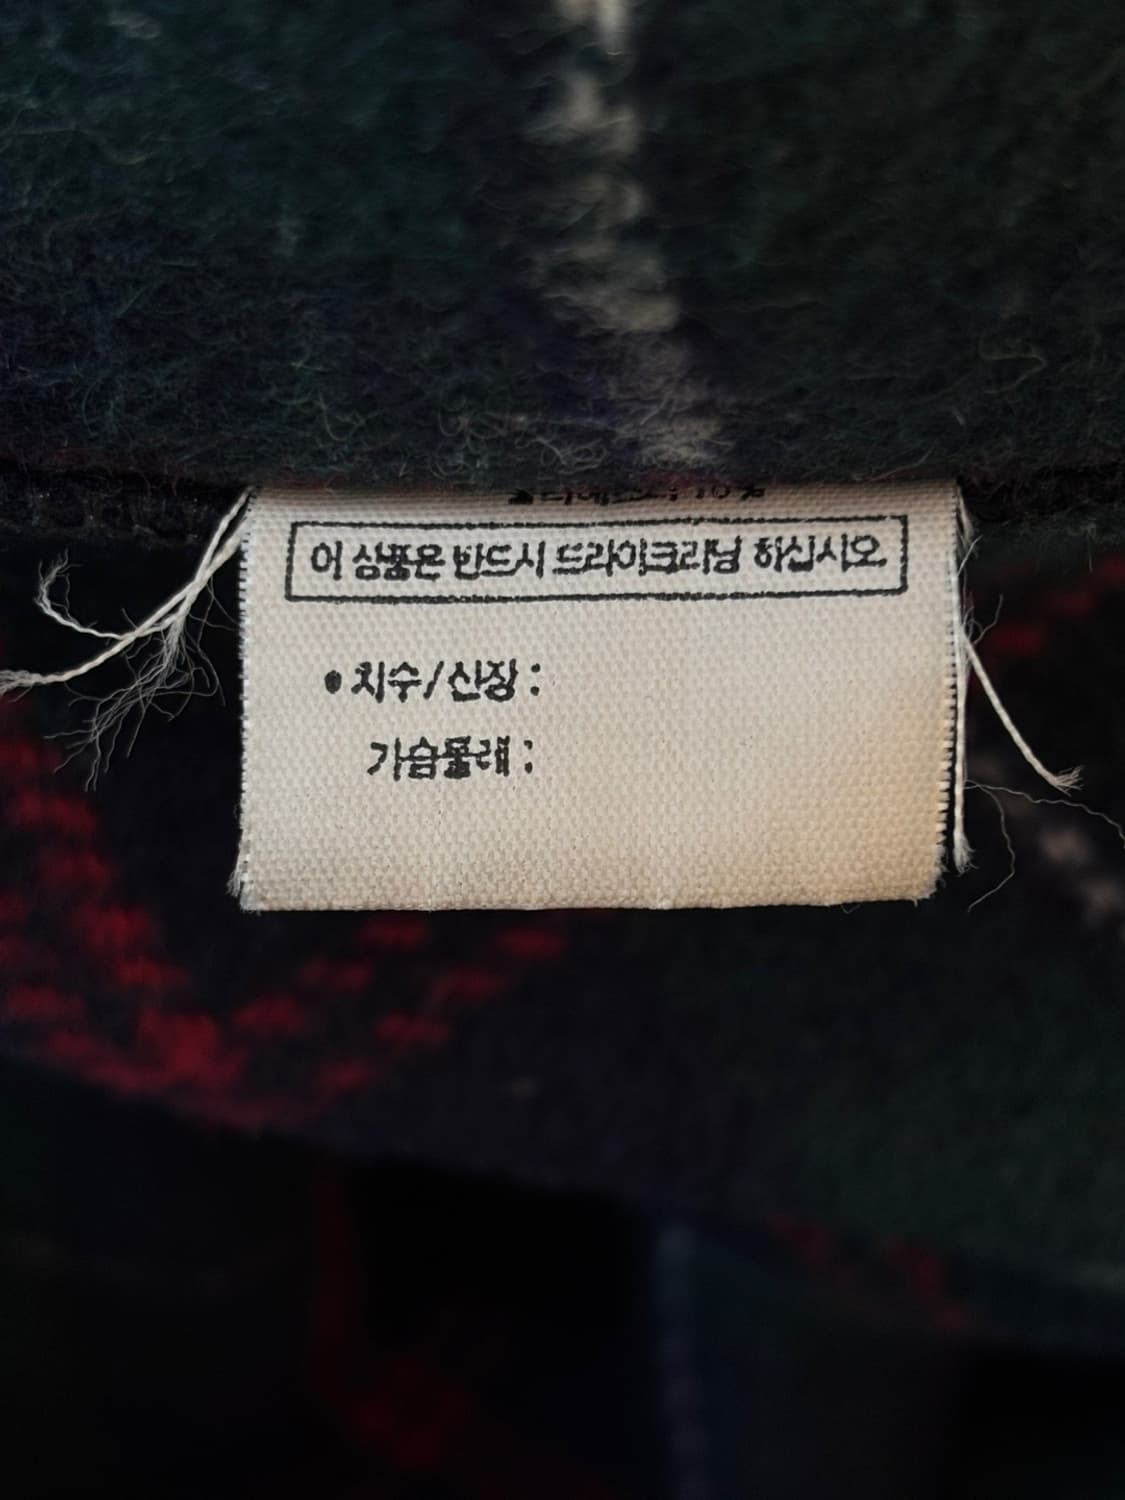 이 상품은 반드시 드라이크리닝 하십시오
• 치수/신장 :
가슴둘레 :